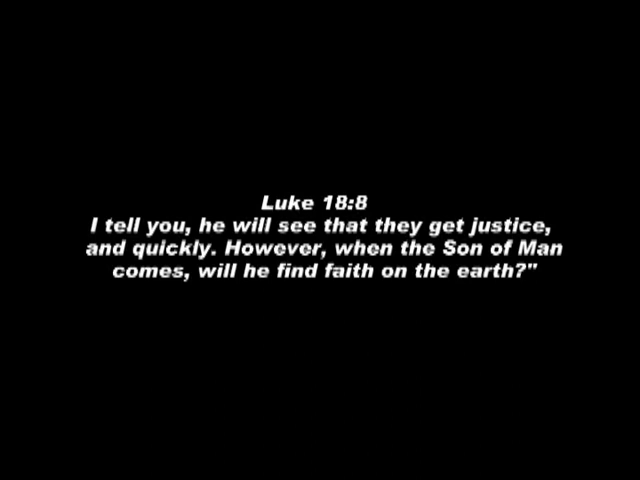 Luke 18:8
I tell you, he will see that they get justice,
and quickly. However, when the Son of Man
comes, will he find faith on the earth?"